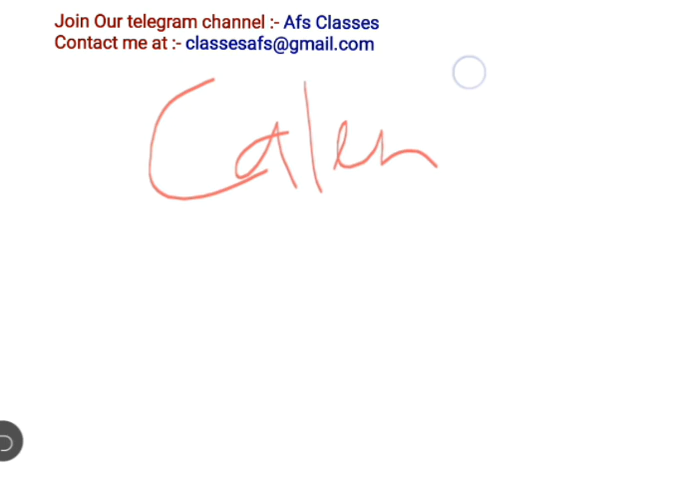 Join Our telegram channel :- Afs Classes
Contact me at :- classesafs@gmail.com
Calen